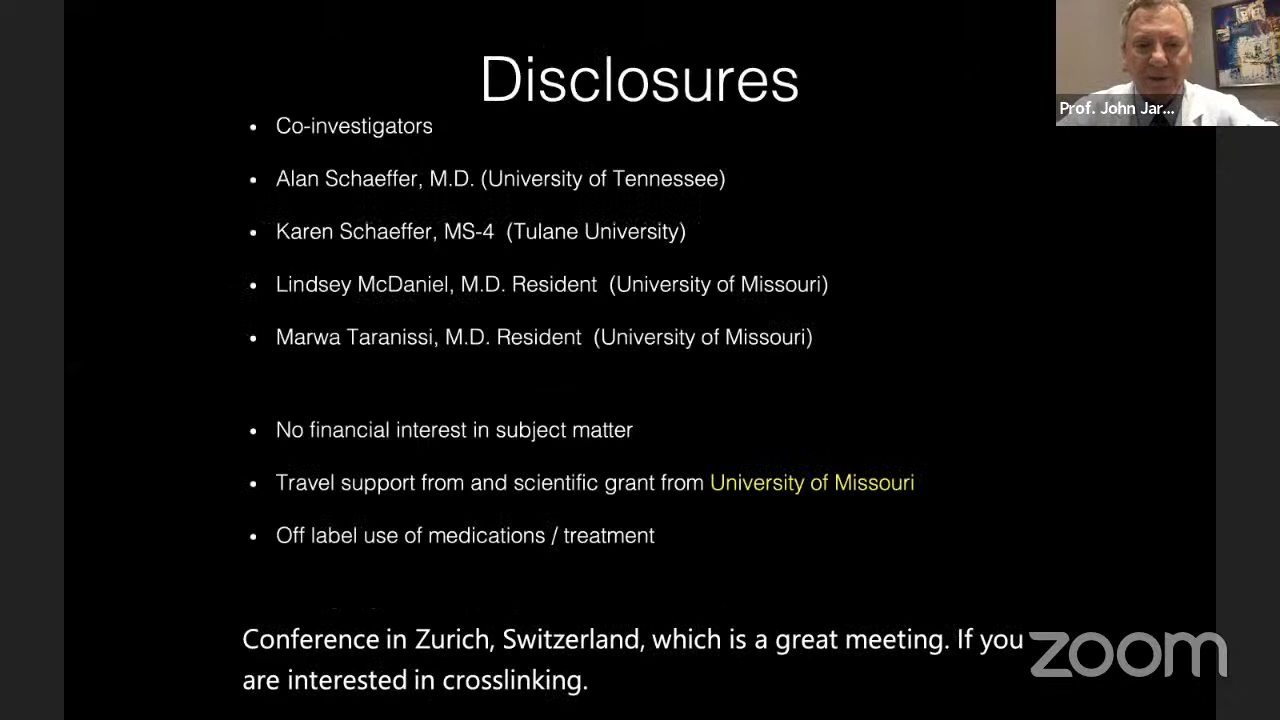 Disclosures
Prof. John Jar...
• Co-investigators
• Alan Schaeffer, M.D. (University of Tennessee)
• Karen Schaeffer, MS-4 (Tulane University)
• Lindsey McDaniel, M.D. Resident (University of Missouri)
• Marwa Taranissi, M.D. Resident (University of Missouri)
• No financial interest in subject matter
• Travel support from and scientific grant from University of Missouri
• Off label use of medications / treatment
Conference in Zurich, Switzerland, which is a great meeting. If you
are interested in crosslinking.
zoom